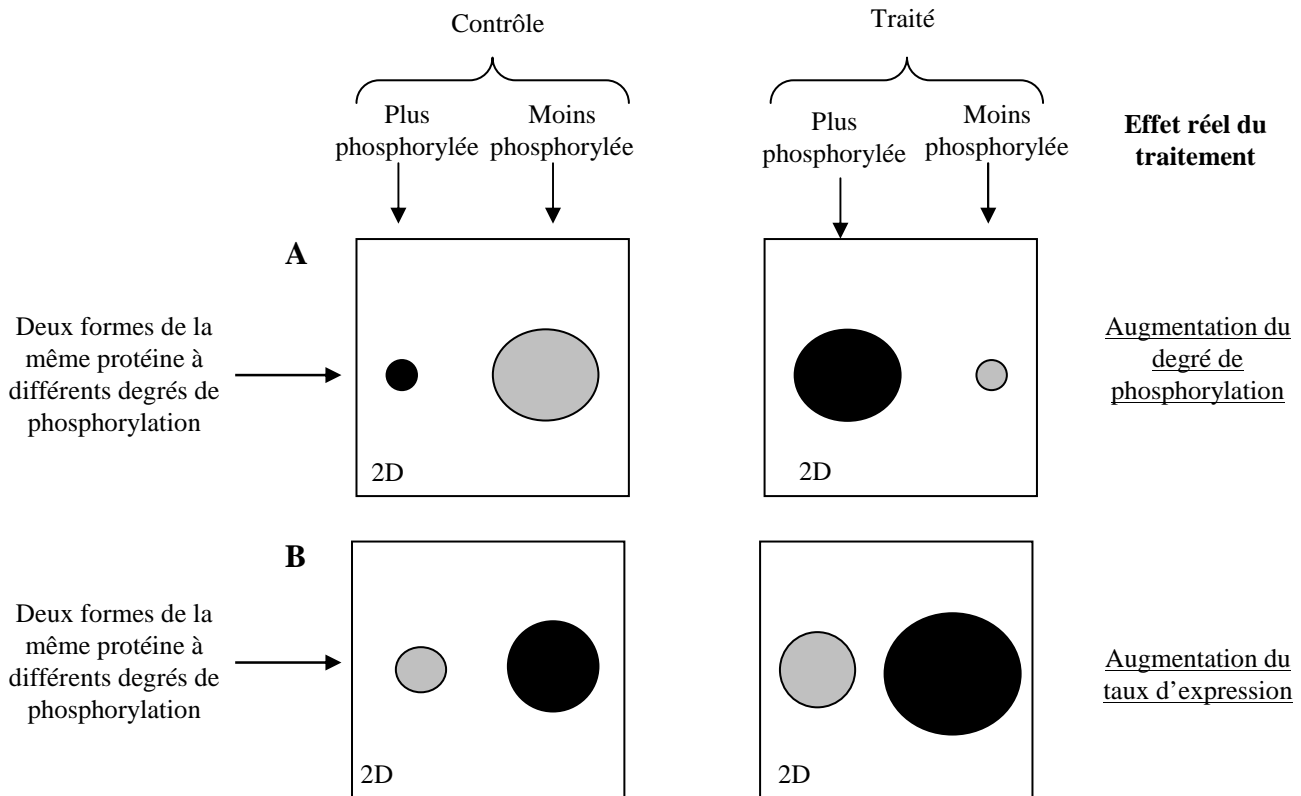 Contrôle
Traité
Plus
phosphorylée
Moins
phosphorylée
Plus
phosphorylée
Moins
phosphorylée
Effet réel du
traitement
A
Deux formes de la
même protéine à
différents degrés de
phosphorylation
2D
2D
Augmentation du
degré de
phosphorylation
B
Deux formes de la
même protéine à
différents degrés de
phosphorylation
2D
2D
Augmentation du
taux d’expression